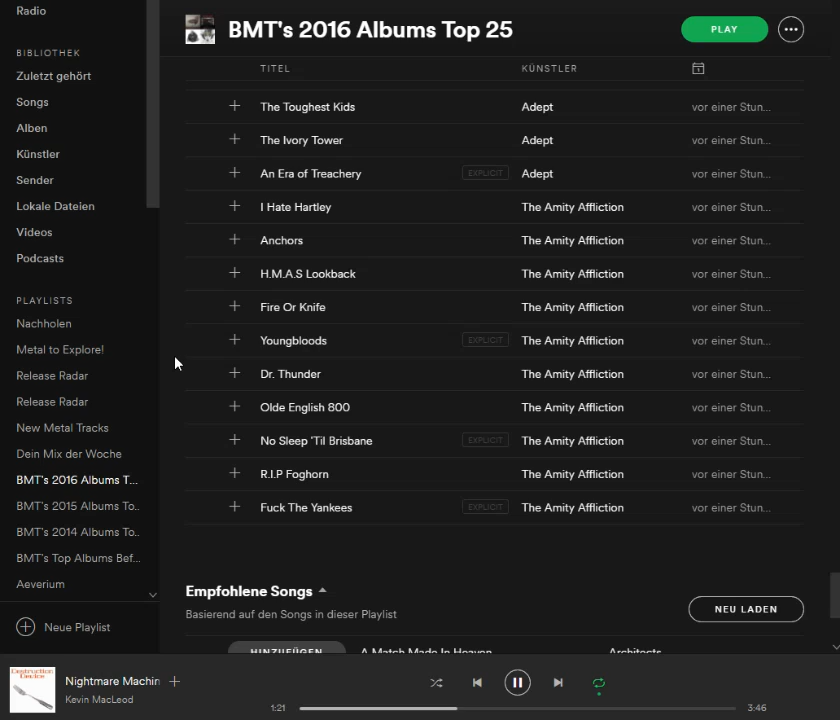 Radio
BIBLIOTHEK
Zuletzt gehört
Songs
Alben
Künstler
Sender
Lokale Dateien
Videos
Podcasts
PLAYLISTS
Nachholen
Metal to Explore!
Release Radar
Release Radar
New Metal Tracks
Dein Mix der Woche
BMT's 2016 Albums T...
BMT's 2015 Albums To..
BMT's 2014 Albums To..
BMT's Top Albums Bef...
Aeverium
Neue Playlist
BMT's 2016 Albums Top 25
PLAY
TITEL KÜNSTLER
The Toughest Kids Adept vor einer Stun...
The Ivory Tower Adept vor einer Stun...
An Era of Treachery EXPLICIT Adept vor einer Stun...
I Hate Hartley The Amity Affliction vor einer Stun...
Anchors The Amity Affliction vor einer Stun...
H.M.A.S Lookback The Amity Affliction vor einer Stun...
Fire Or Knife The Amity Affliction vor einer Stun...
Youngbloods EXPLICIT The Amity Affliction vor einer Stun...
Dr. Thunder The Amity Affliction vor einer Stun...
Olde English 800 The Amity Affliction vor einer Stun...
No Sleep 'Til Brisbane EXPLICIT The Amity Affliction vor einer Stun...
R.I.P Foghorn The Amity Affliction vor einer Stun...
Fuck The Yankees EXPLICIT The Amity Affliction vor einer Stun...
Empfohlene Songs
Basierend auf den Songs in dieser Playlist
NEU LADEN
HINZUFÜGEN A Match Made In Heaven Architects
Destruction Device
Nightmare Machin
Kevin MacLeod
1:21 3:46